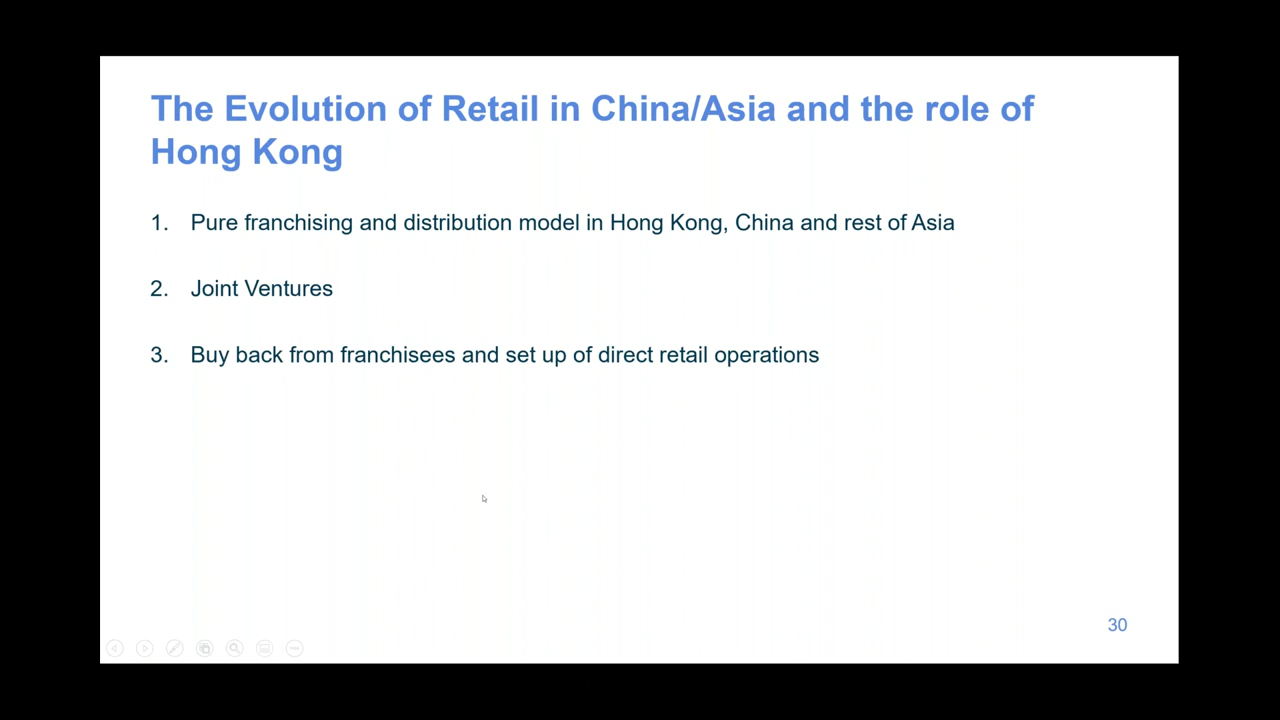 The Evolution of Retail in China/Asia and the role of
Hong Kong
1. Pure franchising and distribution model in Hong Kong, China and rest of Asia
2. Joint Ventures
3. Buy back from franchisees and set up of direct retail operations
30